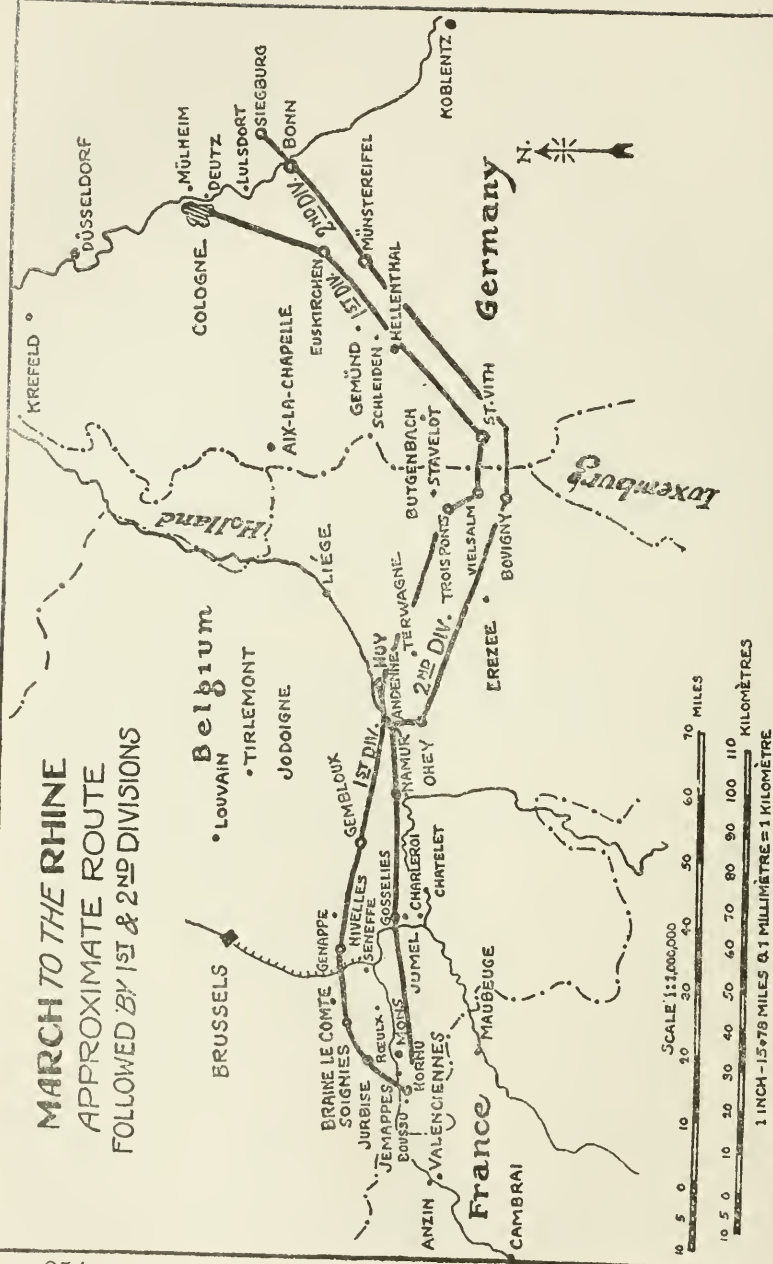 MARCH TO THE RHINE
APPROXIMATE ROUTE
FOLLOWED BY 1ST & 2ND DIVISIONS
KREFELD
DÜSSELDORF
MÜLHEIM
DEUTZ
COLOGNE
LULSDORT
SIEGBURG
BONN
2ND DIV.
KOBLENTZ
EUSKIRCHEN
1ST DIV.
MÜNSTEREIFEL
GEMÜND
SCHLEIDEN
HELLENTHAL
Germany
N.
AIX-LA-CHAPELLE
Holland
LIÉGE
BUTGENBACH
STAVELOT
ST. VITH
TROIS PONTS
VIELSALM
BOVIGNY
Luxemburg
Belgium
LOUVAIN
TIRLEMONT
JODOIGNE
HUY
ANDENNE
TERWAGNE
2ND DIV.
EREZEE
OHEY
NAMUR
1ST DIV.
GEMBLOUX
BRUSSELS
GENAPPE
NIVELLES
SENEFFE
GOSSELIES
CHARLEROI
CHATELET
JUMEL
BRAINE LE COMTE
SOIGNIES
RŒULX
JURBISE
MONS
JEMAPPES
BOUSSU
HORNU
VALENCIENNES
ANZIN
MAUBEUGE
France
CAMBRAI
SCALE 1:1,000,000
10 5 0 10 20 30 40 50 60 70 MILES
10 5 0 10 20 30 40 50 60 70 80 90 100 110 KILOMÈTRES
1 INCH-15•78 MILES & 1 MILLIMÈTRE = 1 KILOMÈTRE